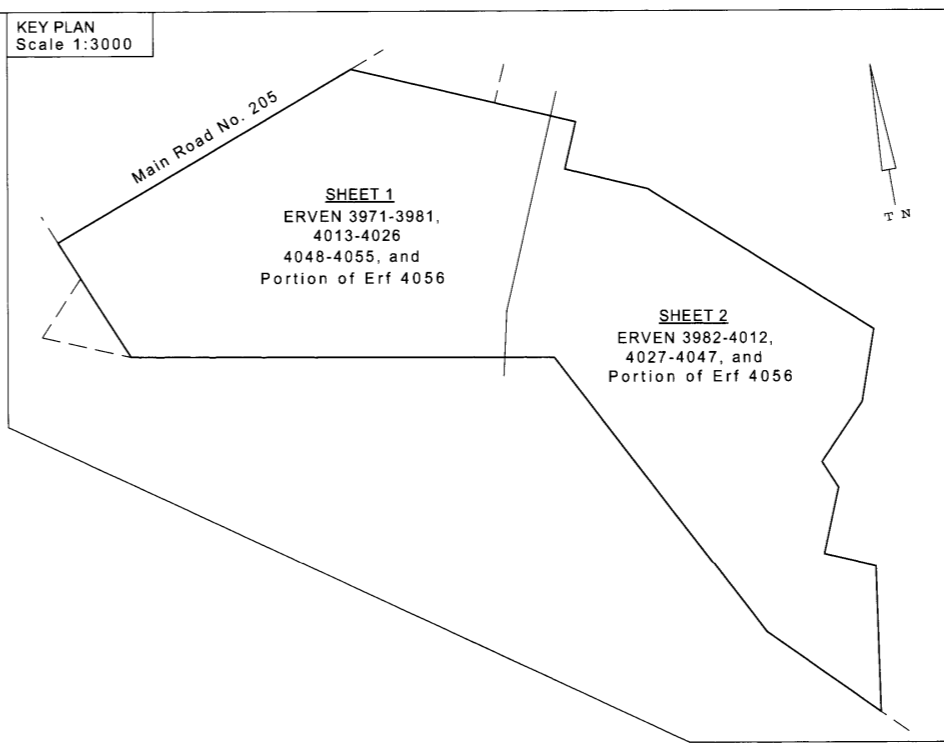 KEY PLAN
Scale 1:3000
Main Road No. 205
SHEET 1
ERVEN 3971-3981,
4013-4026
4048-4055, and
Portion of Erf 4056
T N
SHEET 2
ERVEN 3982-4012,
4027-4047, and
Portion of Erf 4056